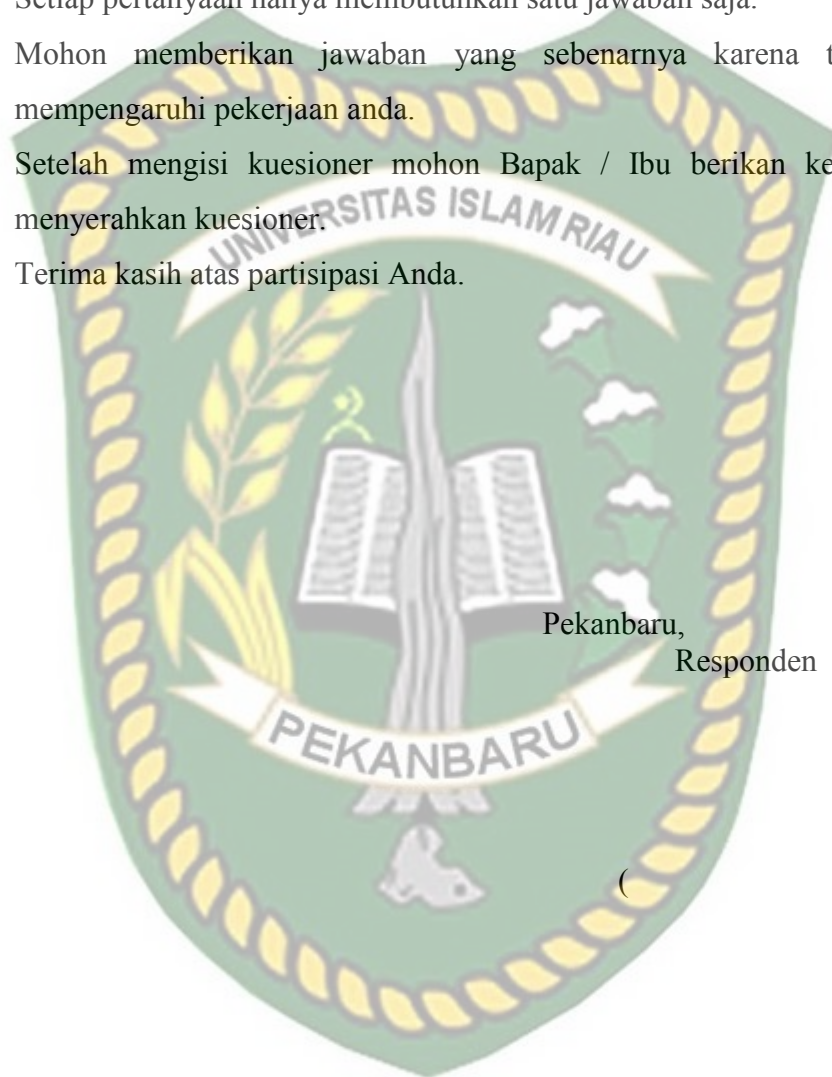 Setiap pertanyaan hanya membutuhkan satu jawaban saja.
Mohon memberikan jawaban yang sebenarnya karena t
mempengaruhi pekerjaan anda.
Setelah mengisi kuesioner mohon Bapak / Ibu berikan ke
menyerahkan kuesioner.
UNIVERSITAS ISLAM RIAU
Terima kasih atas partisipasi Anda.
Pekanbaru,
Responden
PEKANBARU
(